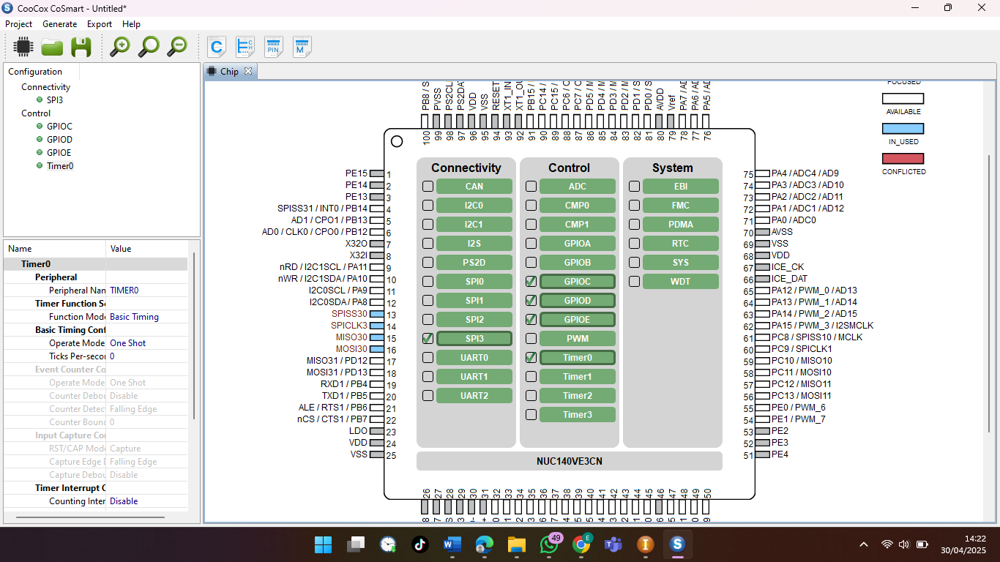 CooCox CoSmart - Untitled*
Project Generate Export Help
Configuration
Connectivity
SPI3
Control
GPIOC
GPIOD
GPIOE
Timer0
Name Value
Timer0
Peripheral
Peripheral Nan TIMER0
Timer Function Se
Function Mode Basic Timing
Basic Timing Conf
Operate Mode One Shot
Ticks Per-secon 0
Event Counter Co
Operate Mode One Shot
Counter Debou Disable
Counter Detec Falling Edge
Counter Bound 0
Input Capture Con
RST/CAP Mode Capture
Capture Edge D Falling Edge
Capture Debou Disable
Timer Interrupt C
Counting Inter Disable
C
PIN
M
Chip
PB8 / S
PVSS
PS2CL
PS2DA
VDD
VSS
RESET
XT1_IN
XT1_OU
PB15 /
PC14 /
PC15 /
PC6 / C
PC7 / C
PD5 / M
PD4 / M
PD3 / M
PD2 / M
PD1 / S
PD0 / S
AVDD
Vref
PA7 / AD
PA6 / AD
PA5 / AD
100 99 98 97 96 95 94 93 92 91 90 89 88 87 86 85 84 83 82 81 80 79 78 77 76
FOCUSED
AVAILABLE
IN_USED
CONFLICTED
PE15 1
PE14 2
PE13 3
SPISS31 / INT0 / PB14 4
AD1 / CPO1 / PB13 5
AD0 / CLK0 / CPO0 / PB12 6
X32O 7
X32I 8
nRD / I2C1SCL / PA11 9
nWR / I2C1SDA / PA10 10
I2C0SCL / PA9 11
I2C0SDA / PA8 12
SPISS30 13
SPICLK3 14
MISO30 15
MOSI30 16
MISO31 / PD12 17
MOSI31 / PD13 18
RXD1 / PB4 19
TXD1 / PB5 20
ALE / RTS1 / PB6 21
nCS / CTS1 / PB7 22
LDO 23
VDD 24
VSS 25
Connectivity
CAN
I2C0
I2C1
I2S
PS2D
SPI0
SPI1
SPI2
SPI3
UART0
UART1
UART2
Control
ADC
CMP0
CMP1
GPIOA
GPIOB
GPIOC
GPIOD
GPIOE
PWM
Timer0
Timer1
Timer2
Timer3
System
EBI
FMC
PDMA
RTC
SYS
WDT
NUC140VE3CN
75 PA4 / ADC4 / AD9
74 PA3 / ADC3 / AD10
73 PA2 / ADC2 / AD11
72 PA1 / ADC1 / AD12
71 PA0 / ADC0
70 AVSS
69 VSS
68 VDD
67 ICE_CK
66 ICE_DAT
65 PA12 / PWM_0 / AD13
64 PA13 / PWM_1 / AD14
63 PA14 / PWM_2 / AD15
62 PA15 / PWM_3 / I2SMCLK
61 PC8 / SPISS10 / MCLK
60 PC9 / SPICLK1
59 PC10 / MISO10
58 PC11 / MOSI10
57 PC12 / MISO11
56 PC13 / MOSI11
55 PE0 / PWM_6
54 PE1 / PWM_7
53 PE2
52 PE3
51 PE4
26 27 28 29 30 31 32 33 34 35 36 37 38 39 40 41 42 43 44 45 46 47 48 49 50
49
E
14:22
30/04/2025